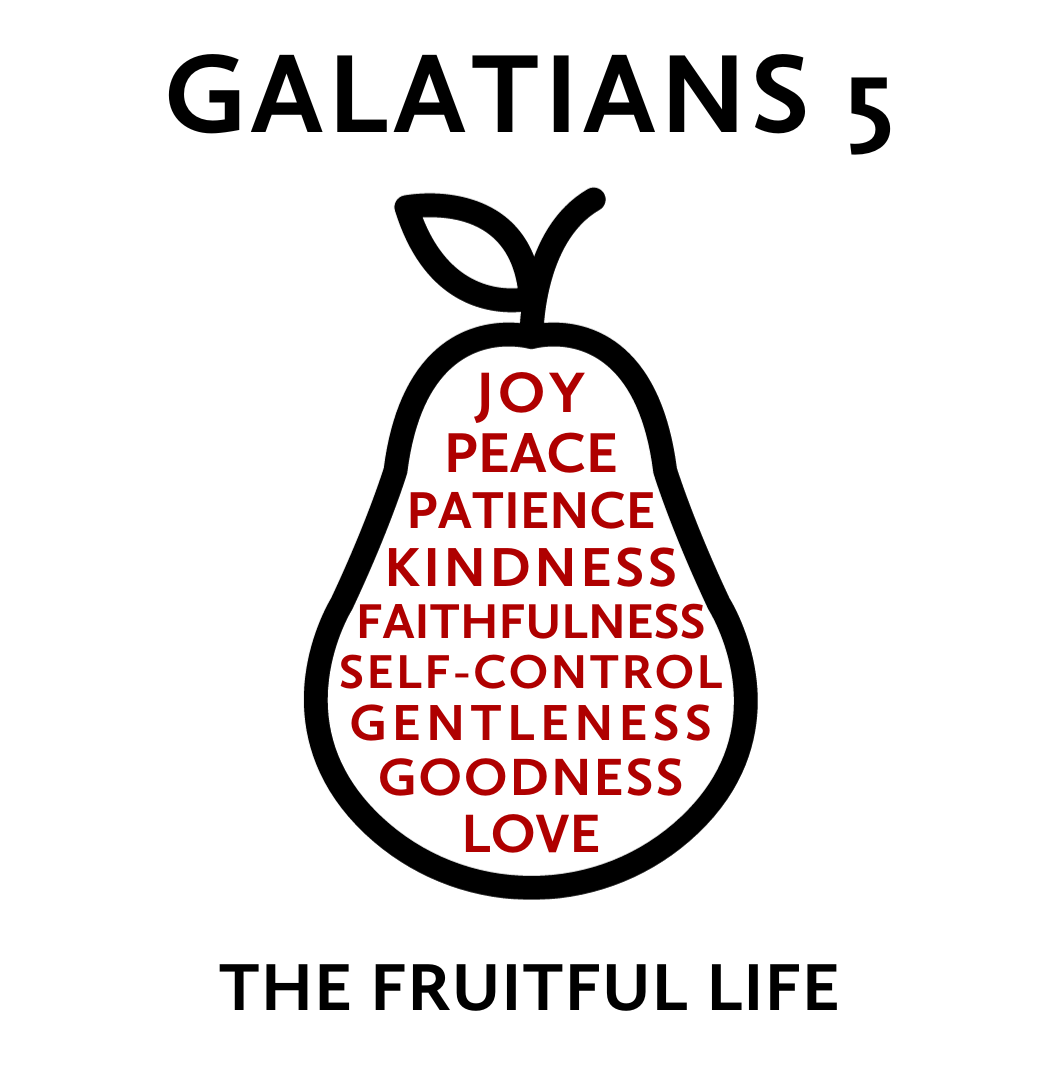 GALATIANS 5
JOY
PEACE
PATIENCE
KINDNESS
FAITHFULNESS
SELF-CONTROL
GENTLENESS
GOODNESS
LOVE
THE FRUITFUL LIFE